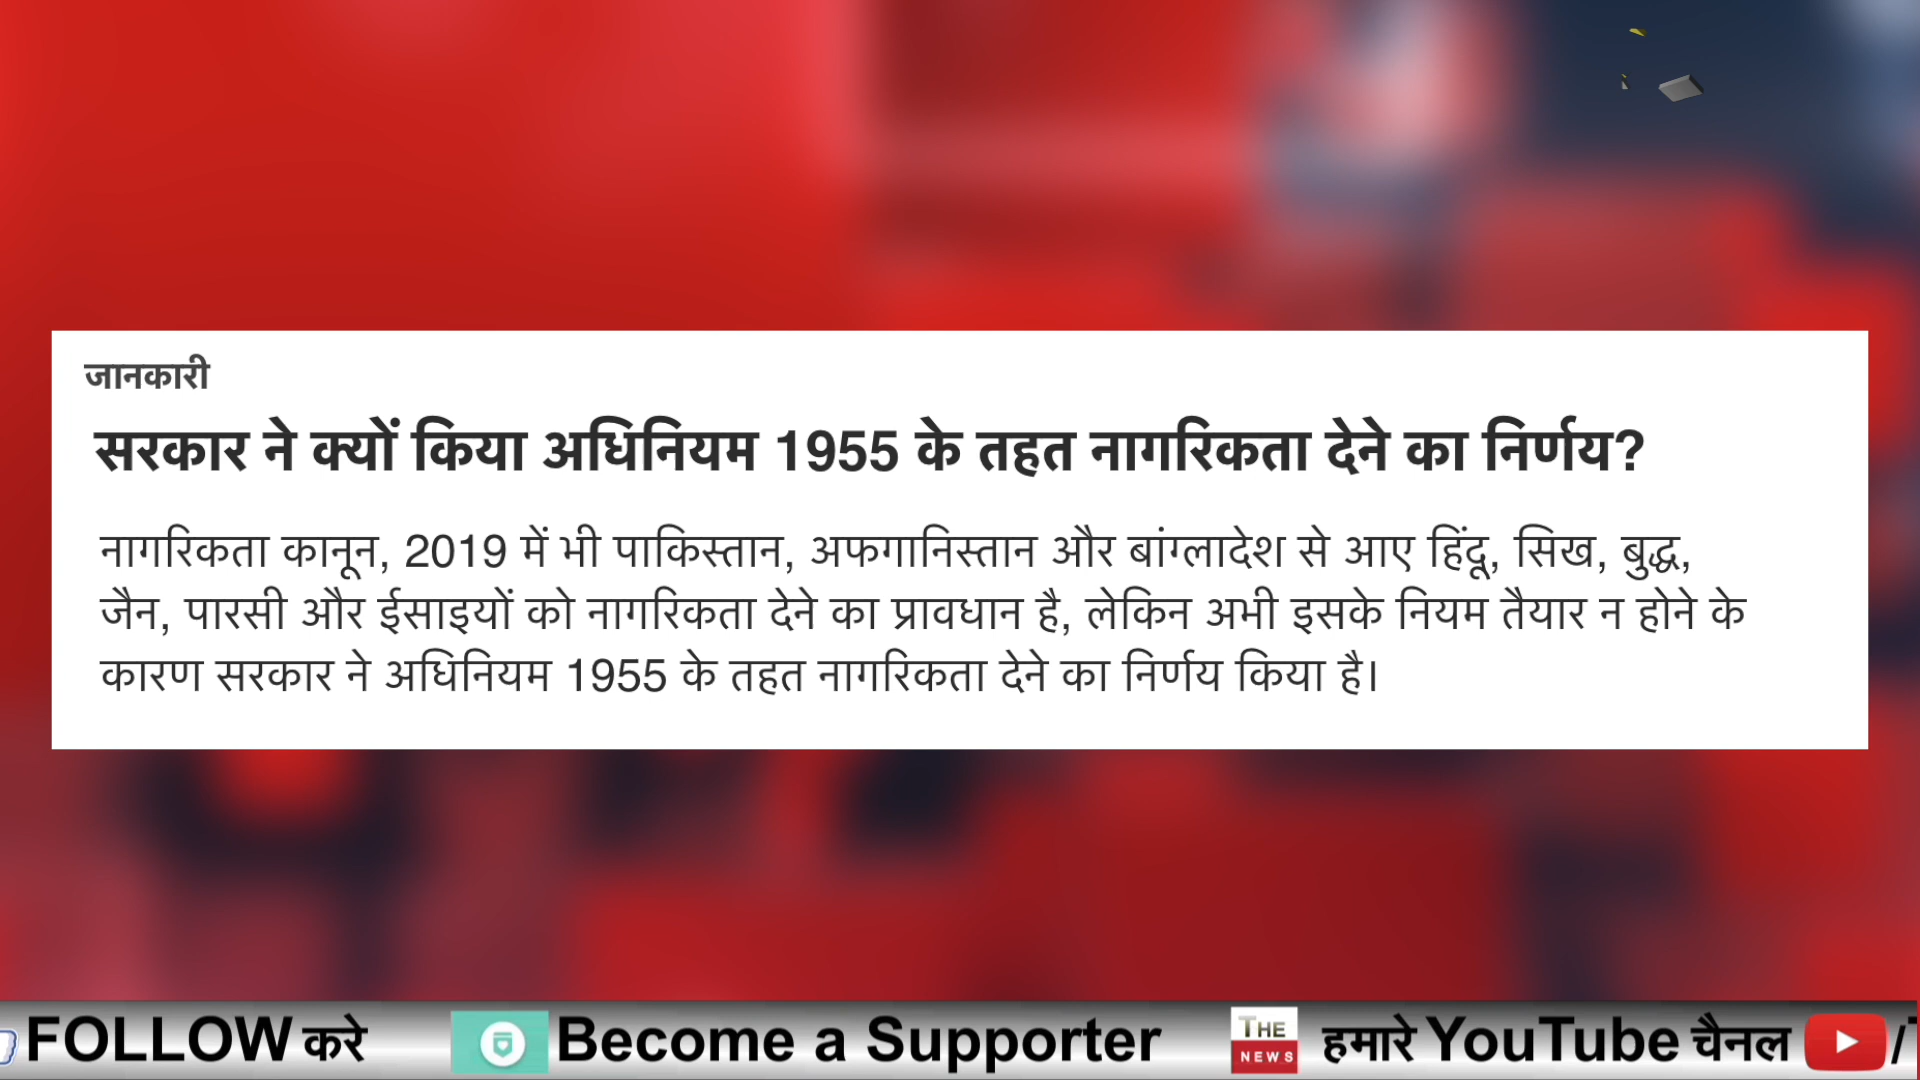 जानकारी
सरकार ने क्यों किया अधिनियम 1955 के तहत नागरिकता देने का निर्णय?
नागरिकता कानून, 2019 में भी पाकिस्तान, अफगानिस्तान और बांग्लादेश से आए हिंदू, सिख, बुद्ध,
जैन, पारसी और ईसाइयों को नागरिकता देने का प्रावधान है, लेकिन अभी इसके नियम तैयार न होने के
कारण सरकार ने अधिनियम 1955 के तहत नागरिकता देने का निर्णय किया है।
FOLLOW करे Become a Supporter THE NEWS हमारे YouTube चैनल /